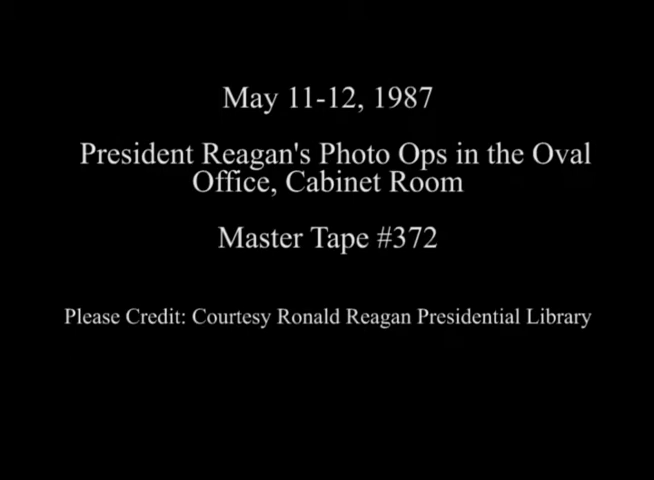 May 11-12, 1987
President Reagan's Photo Ops in the Oval
Office, Cabinet Room
Master Tape #372
Please Credit: Courtesy Ronald Reagan Presidential Library